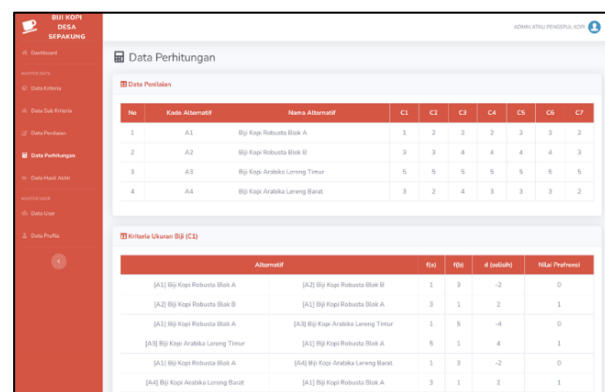 BIJI KOPI
DESA
SEPAKUNG
ADMIN ATAU PENGEPUL KOPI
Dashboard
MASTER DATA
Data Kriteria
Data Sub Kriteria
Data Penilaian
Data Perhitungan
Data Hasil Akhir
MASTER USER
Data User
Data Profile
Data Perhitungan
Data Penilaian
No Kode Alternatif Nama Alternatif C1 C2 C3 C4 C5 C6 C7
1 A1 Biji Kopi Robusta Blok A 1 2 2 2 3 3 2
2 A2 Biji Kopi Robusta Blok B 3 3 4 4 4 4 3
3 A3 Biji Kopi Arabika Lereng Timur 5 5 5 5 5 5 5
4 A4 Biji Kopi Arabika Lereng Barat 3 2 4 3 3 3 2
Kriteria Ukuran Biji (C1)
Alternatif f(a) f(b) d (selisih) Nilai Prefrensi
[A1] Biji Kopi Robusta Blok A [A2] Biji Kopi Robusta Blok B 1 3 -2 0
[A2] Biji Kopi Robusta Blok B [A1] Biji Kopi Robusta Blok A 3 1 2 1
[A1] Biji Kopi Robusta Blok A [A3] Biji Kopi Arabika Lereng Timur 1 5 -4 0
[A3] Biji Kopi Arabika Lereng Timur [A1] Biji Kopi Robusta Blok A 5 1 4 1
[A1] Biji Kopi Robusta Blok A [A4] Biji Kopi Arabika Lereng Barat 1 3 -2 0
[A4] Biji Kopi Arabika Lereng Barat [A1] Biji Kopi Robusta Blok A 3 1 2 1